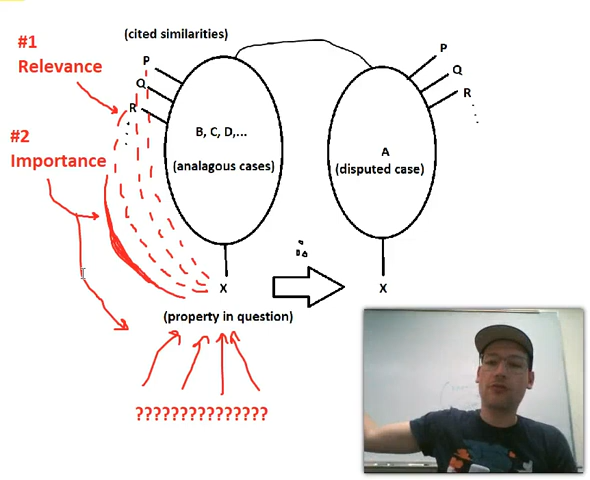 (cited similarities)
#1
Relevance
P
Q
R
#2
Importance
B, C, D,...
(analagous cases)
P
Q
R
A
(disputed case)
X
X
(property in question)
???????????????